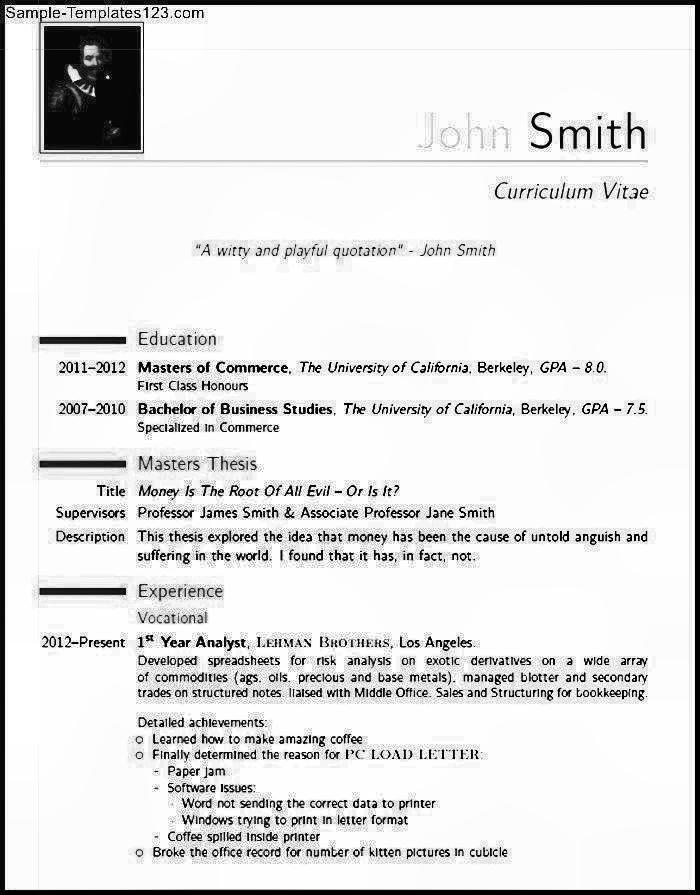 Sample-Templates123.com
John Smith
Curriculum Vitae
"A witty and playful quotation" - John Smith
Education
2011–2012 Masters of Commerce, The University of California, Berkeley, GPA – 8.0.
First Class Honours
2007–2010 Bachelor of Business Studies, The University of California, Berkeley, GPA – 7.5.
Specialized in Commerce
Masters Thesis
Title Money Is The Root Of All Evil – Or Is It?
Supervisors Professor James Smith & Associate Professor Jane Smith
Description This thesis explored the idea that money has been the cause of untold anguish and
suffering in the world. I found that it has, in fact, not.
Experience
Vocational
2012–Present 1st Year Analyst, LEHMAN BROTHERS, Los Angeles.
Developed spreadsheets for risk analysis on exotic derivatives on a wide array
of commodities (ags, oils, precious and base metals), managed blotter and secondary
trades on structured notes, liaised with Middle Office, Sales and Structuring for bookkeeping.
Detailed achievements:
○ Learned how to make amazing coffee
○ Finally determined the reason for PC LOAD LETTER:
- Paper jam
- Software issues:
· Word not sending the correct data to printer
· Windows trying to print in letter format
- Coffee spilled inside printer
○ Broke the office record for number of kitten pictures in cubicle